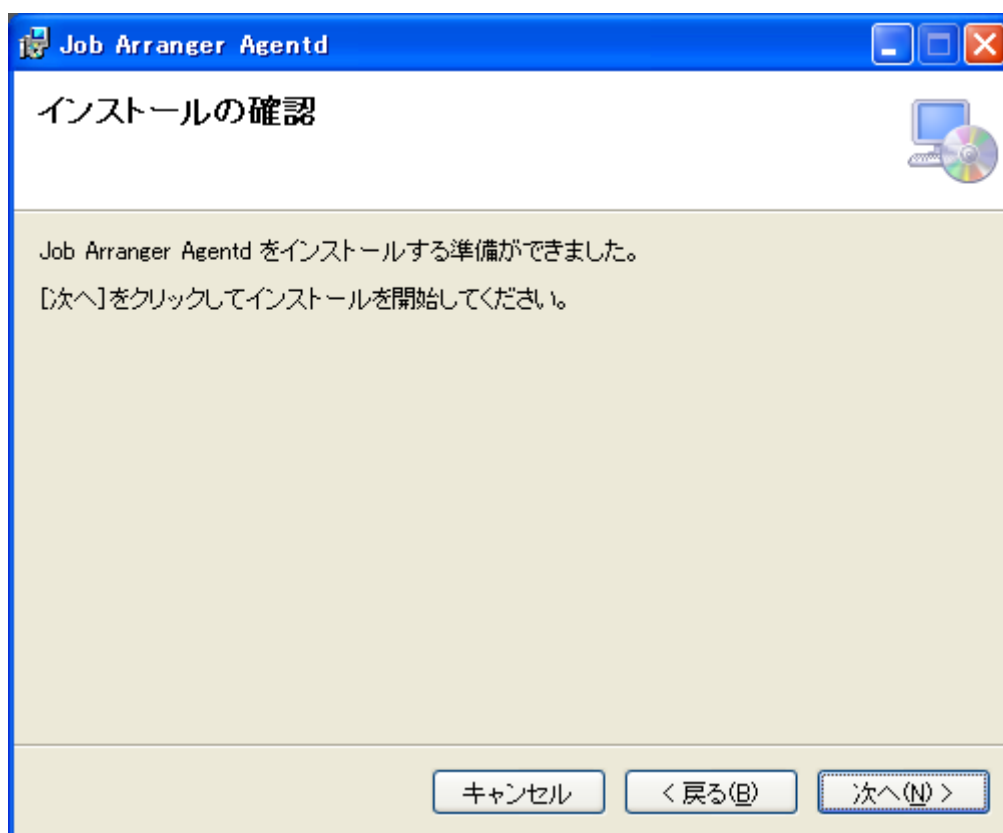 Job Arranger Agentd
インストールの確認
Job Arranger Agentd をインストールする準備ができました。
[次へ]をクリックしてインストールを開始してください。
キャンセル
< 戻る(B)
次へ(N) >